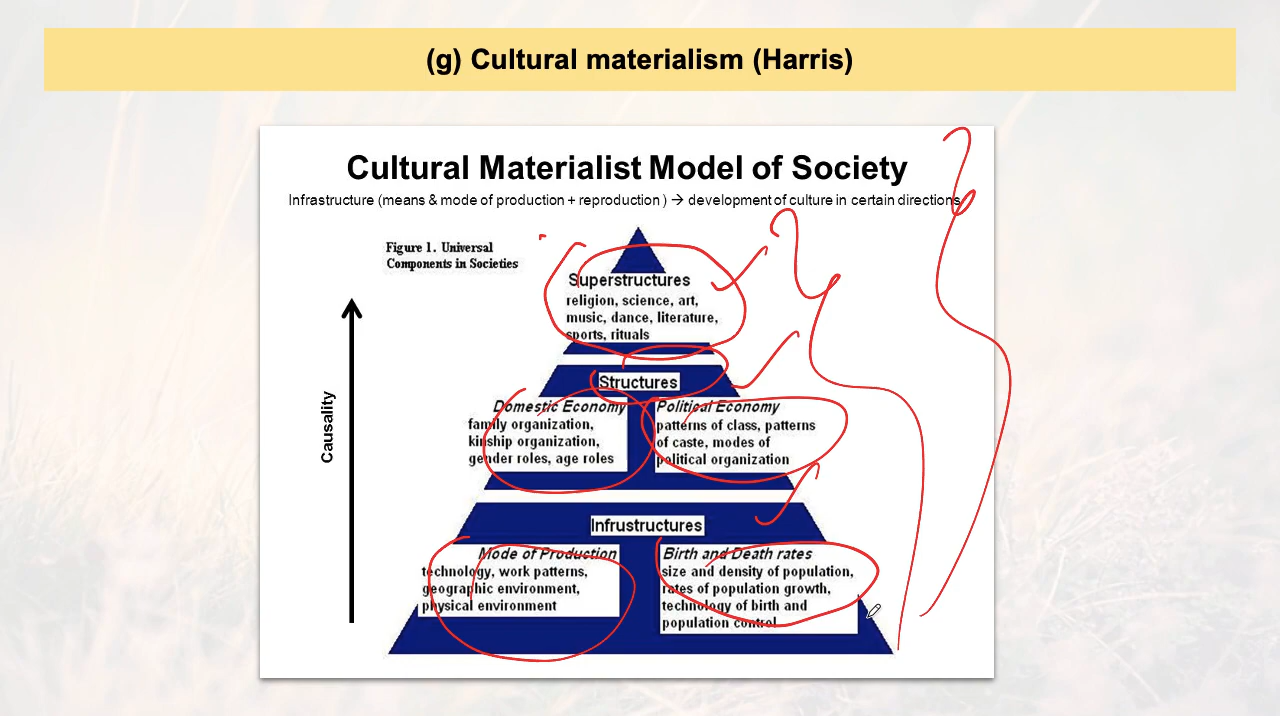 (g) Cultural materialism (Harris)
Cultural Materialist Model of Society
Infrastructure (means & mode of production + reproduction ) → development of culture in certain directions
Figure 1. Universal
Components in Societies
Superstructures
religion, science, art,
music, dance, literature,
sports, rituals
Structures
Domestic Economy
family organization,
kinship organization,
gender roles, age roles
Political Economy
patterns of class, patterns
of caste, modes of
political organization
Causality
Infrustructures
Mode of Production
technology, work patterns,
geographic environment,
physical environment
Birth and Death rates
size and density of population,
rates of population growth,
technology of birth and
population control